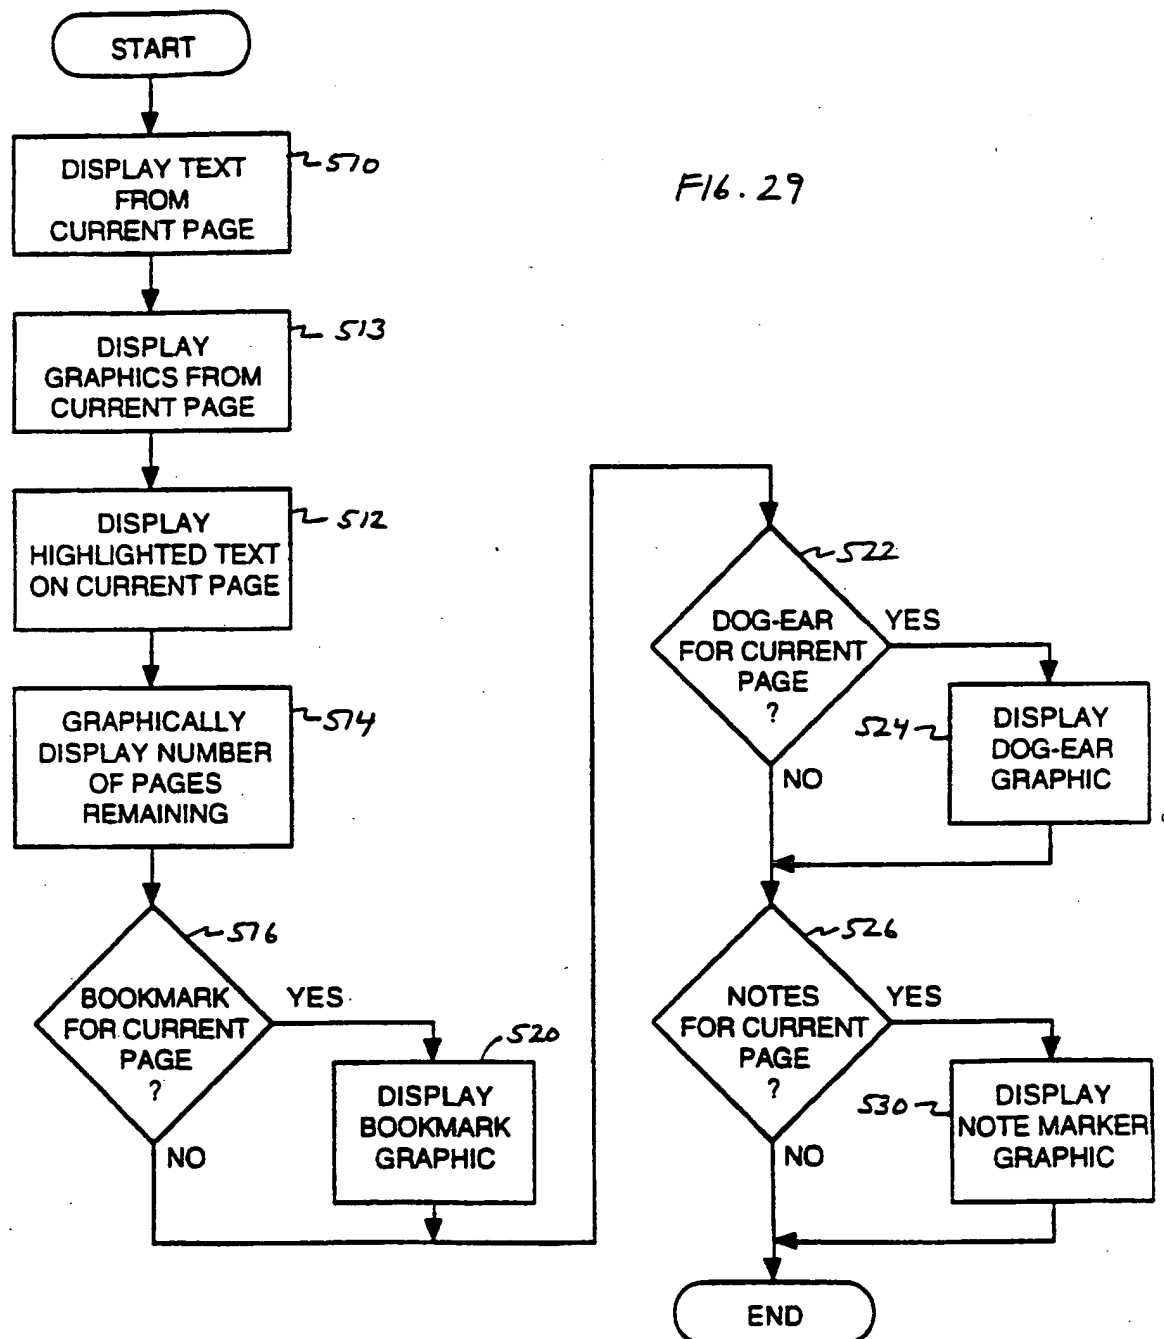 START
DISPLAY TEXT
FROM
CURRENT PAGE
510
FIG. 29
DISPLAY
GRAPHICS FROM
CURRENT PAGE
513
DISPLAY
HIGHLIGHTED TEXT
ON CURRENT PAGE
512
GRAPHICALLY
DISPLAY NUMBER
OF PAGES
REMAINING
514
BOOKMARK
FOR CURRENT
PAGE
?
516
YES
NO
520
DISPLAY
BOOKMARK
GRAPHIC
522
DOG-EAR
FOR CURRENT
PAGE
?
YES
NO
524
DISPLAY
DOG-EAR
GRAPHIC
526
NOTES
FOR CURRENT
PAGE
?
YES
NO
530
DISPLAY
NOTE MARKER
GRAPHIC
END